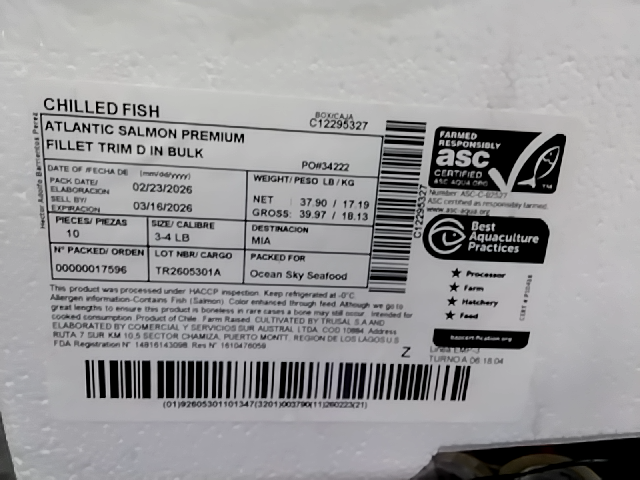 CHILLED FISH
BOX/CAJA
C12295327
ATLANTIC SALMON PREMIUM
FILLET TRIM D IN BULK
PO#34222
DATE OF /FECHA DE (mm/dd/yyyy)
PACK DATE/
ELABORACION 02/23/2026
SELL BY/
EXPIRACION 03/16/2026
WEIGHT/ PESO LB / KG
NET : 37.90 / 17.19
GROSS: 39.97 / 18.13
PIECES/ PIEZAS
10
SIZE/ CALIBRE
3-4 LB
DESTINACION
MIA
N° PACKED/ ORDEN
00000017596
LOT NBR/ CARGO
TR2605301A
PACKED FOR
Ocean Sky Seafood
C12295327
This product was processed under HACCP inspection. Keep refrigerated at -0°C.
Allergen information-Contains Fish (Salmon). Color enhanced through feed. Although we go to
great lengths to ensure this product is boneless in rare cases a bone may still occur. Intended for
cooked consumption. Product of Chile. Farm Raised. CULTIVATED BY TRUSAL S.A AND
ELABORATED BY COMERCIAL Y SERVICIOS SUR AUSTRAL LTDA. COD 10884. Address
RUTA 7 SUR KM 10,5 SECTOR CHAMIZA, PUERTO MONTT, REGION DE LOS LAGOS
FDA Registration N° 14816143098 Res N° 1610476059
Z
(01)92605301101347(3201)003790(11)260223(21)
FARMED
RESPONSIBLY
asc
CERTIFIED
ASC-AQUA.ORG
TM
ASC certified as responsibly farmed.
www.asc-aqua.org
Best
Aquaculture
Practices
★ Processor
★ Farm
★ Hatchery
★ Feed
bapcertification.org
Linea EMP-3
TURNO A 06:18:04